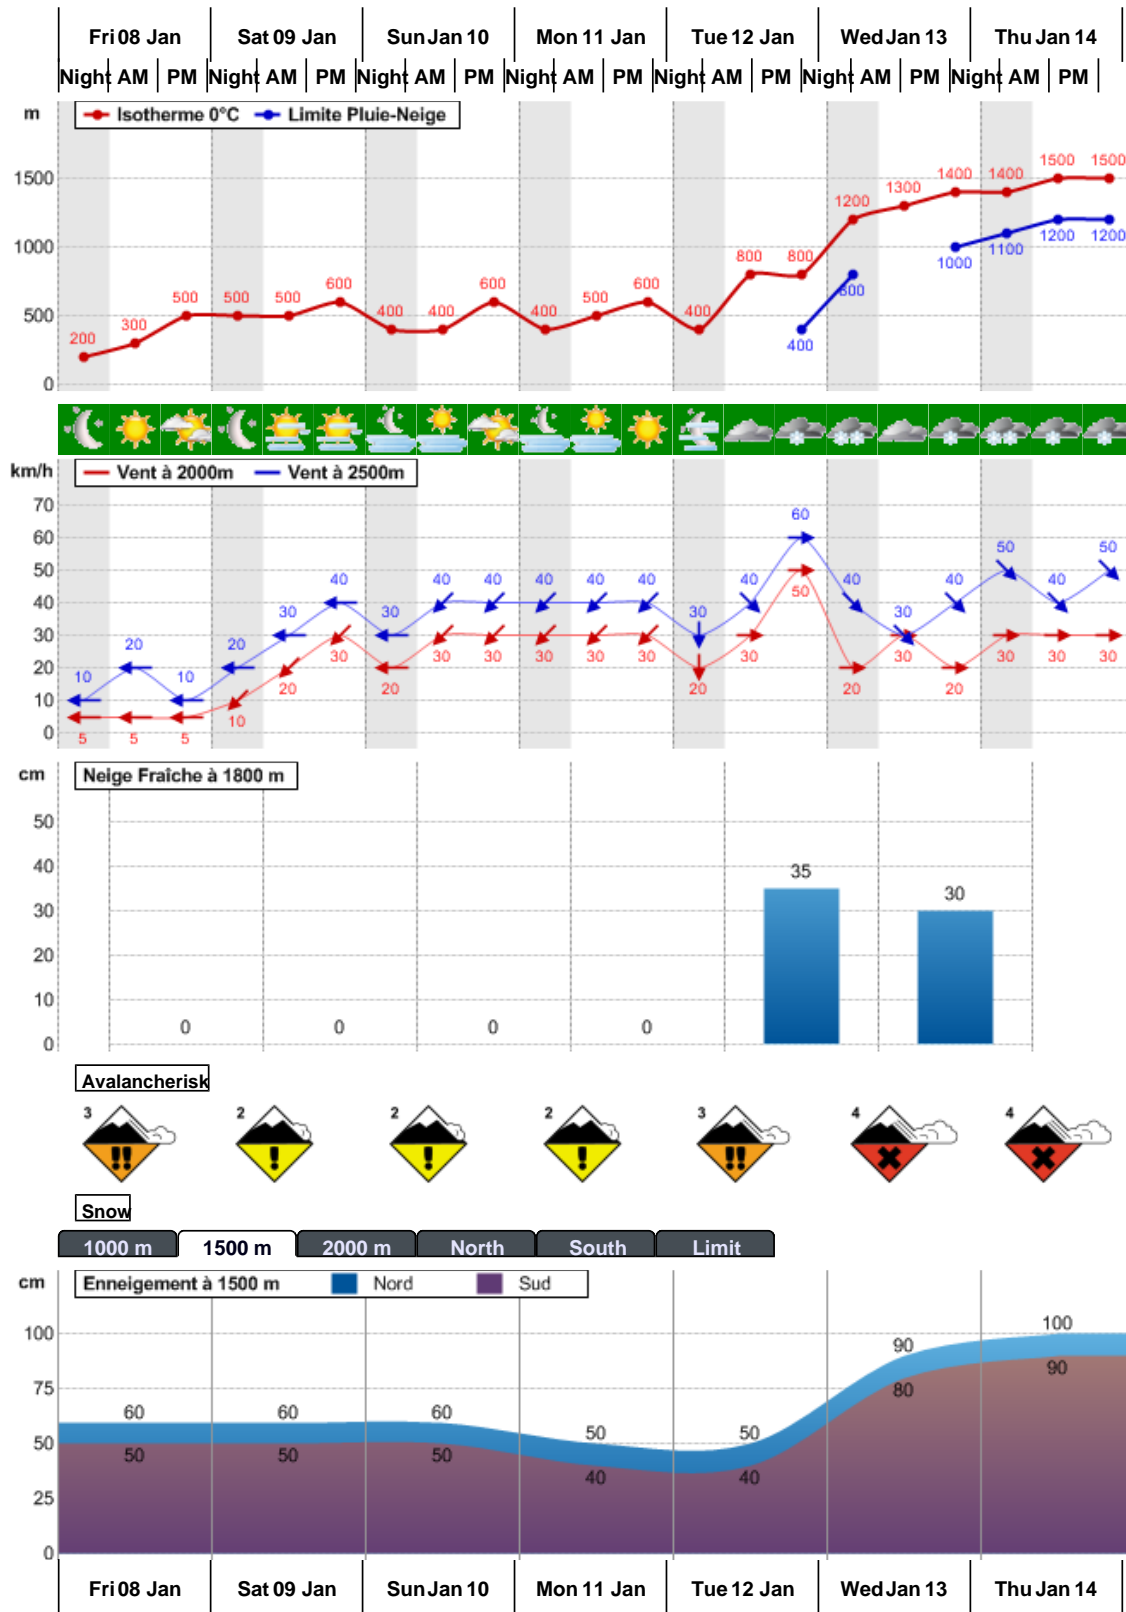 Fri 08 Jan Sat 09 Jan Sun Jan 10 Mon 11 Jan Tue 12 Jan Wed Jan 13 Thu Jan 14
Night AM PM Night AM PM Night AM PM Night AM PM Night AM PM Night AM PM Night AM PM
m
Isotherme 0°C Limite Pluie-Neige
1500
1000
500
0
200 300 500 500 500 600 400 400 600 400 500 600 400 800 800 1200 1300 1400 1400 1500 1500
400 800 1000 1100 1200 1200
km/h
Vent à 2000m Vent à 2500m
70
60
50
40
30
20
10
0
10 20 10 20 30 40 30 40 40 40 40 40 30 40 60 40 30 40 50 40 50
5 5 5 10 20 30 20 30 30 30 30 30 20 30 50 20 30 20 30 30 30
cm
Neige Fraîche à 1800 m
50
40
30
20
10
0
0 0 0 0 35 30
Avalancherisk
3 2 2 2 3 4 4
Snow
1000 m 1500 m 2000 m North South Limit
cm
Enneigement à 1500 m Nord Sud
100
75
50
25
0
60 60 60 50 50 90 100
50 50 50 40 40 80 90
Fri 08 Jan Sat 09 Jan Sun Jan 10 Mon 11 Jan Tue 12 Jan Wed Jan 13 Thu Jan 14